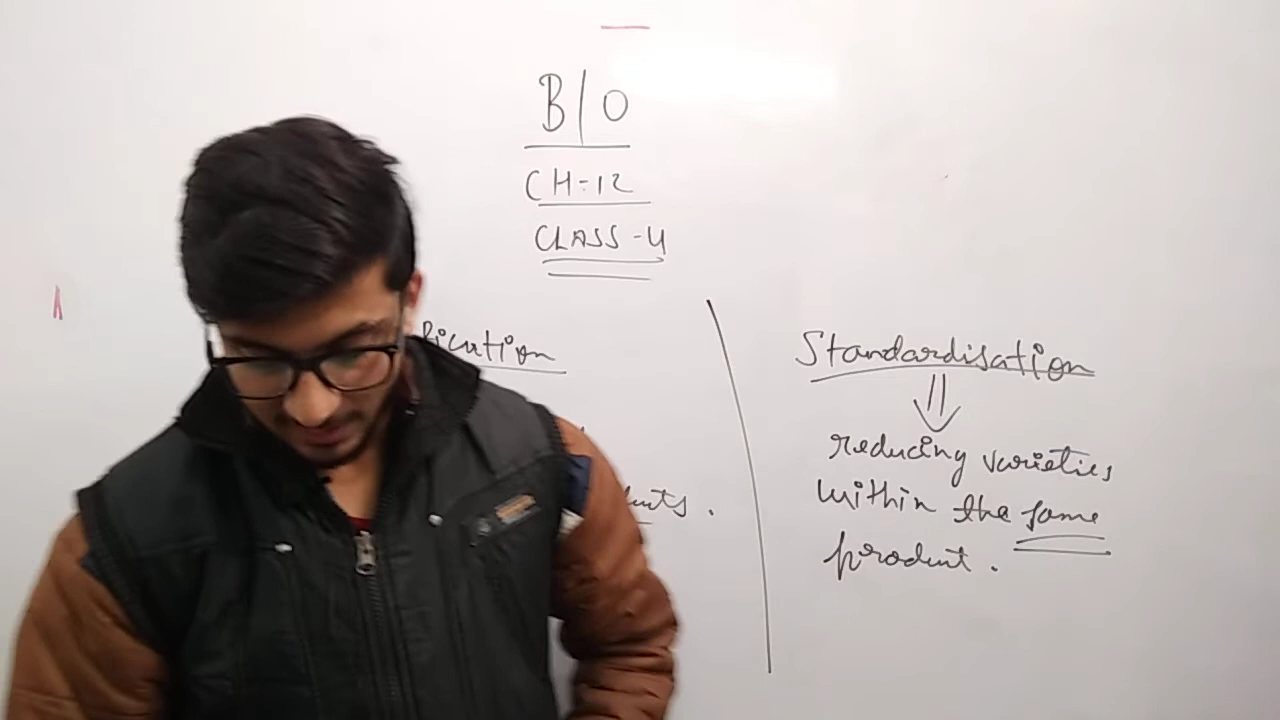 B/O
CH-12
CLASS-4
Standardisation
reducing varieties
within the same
product.